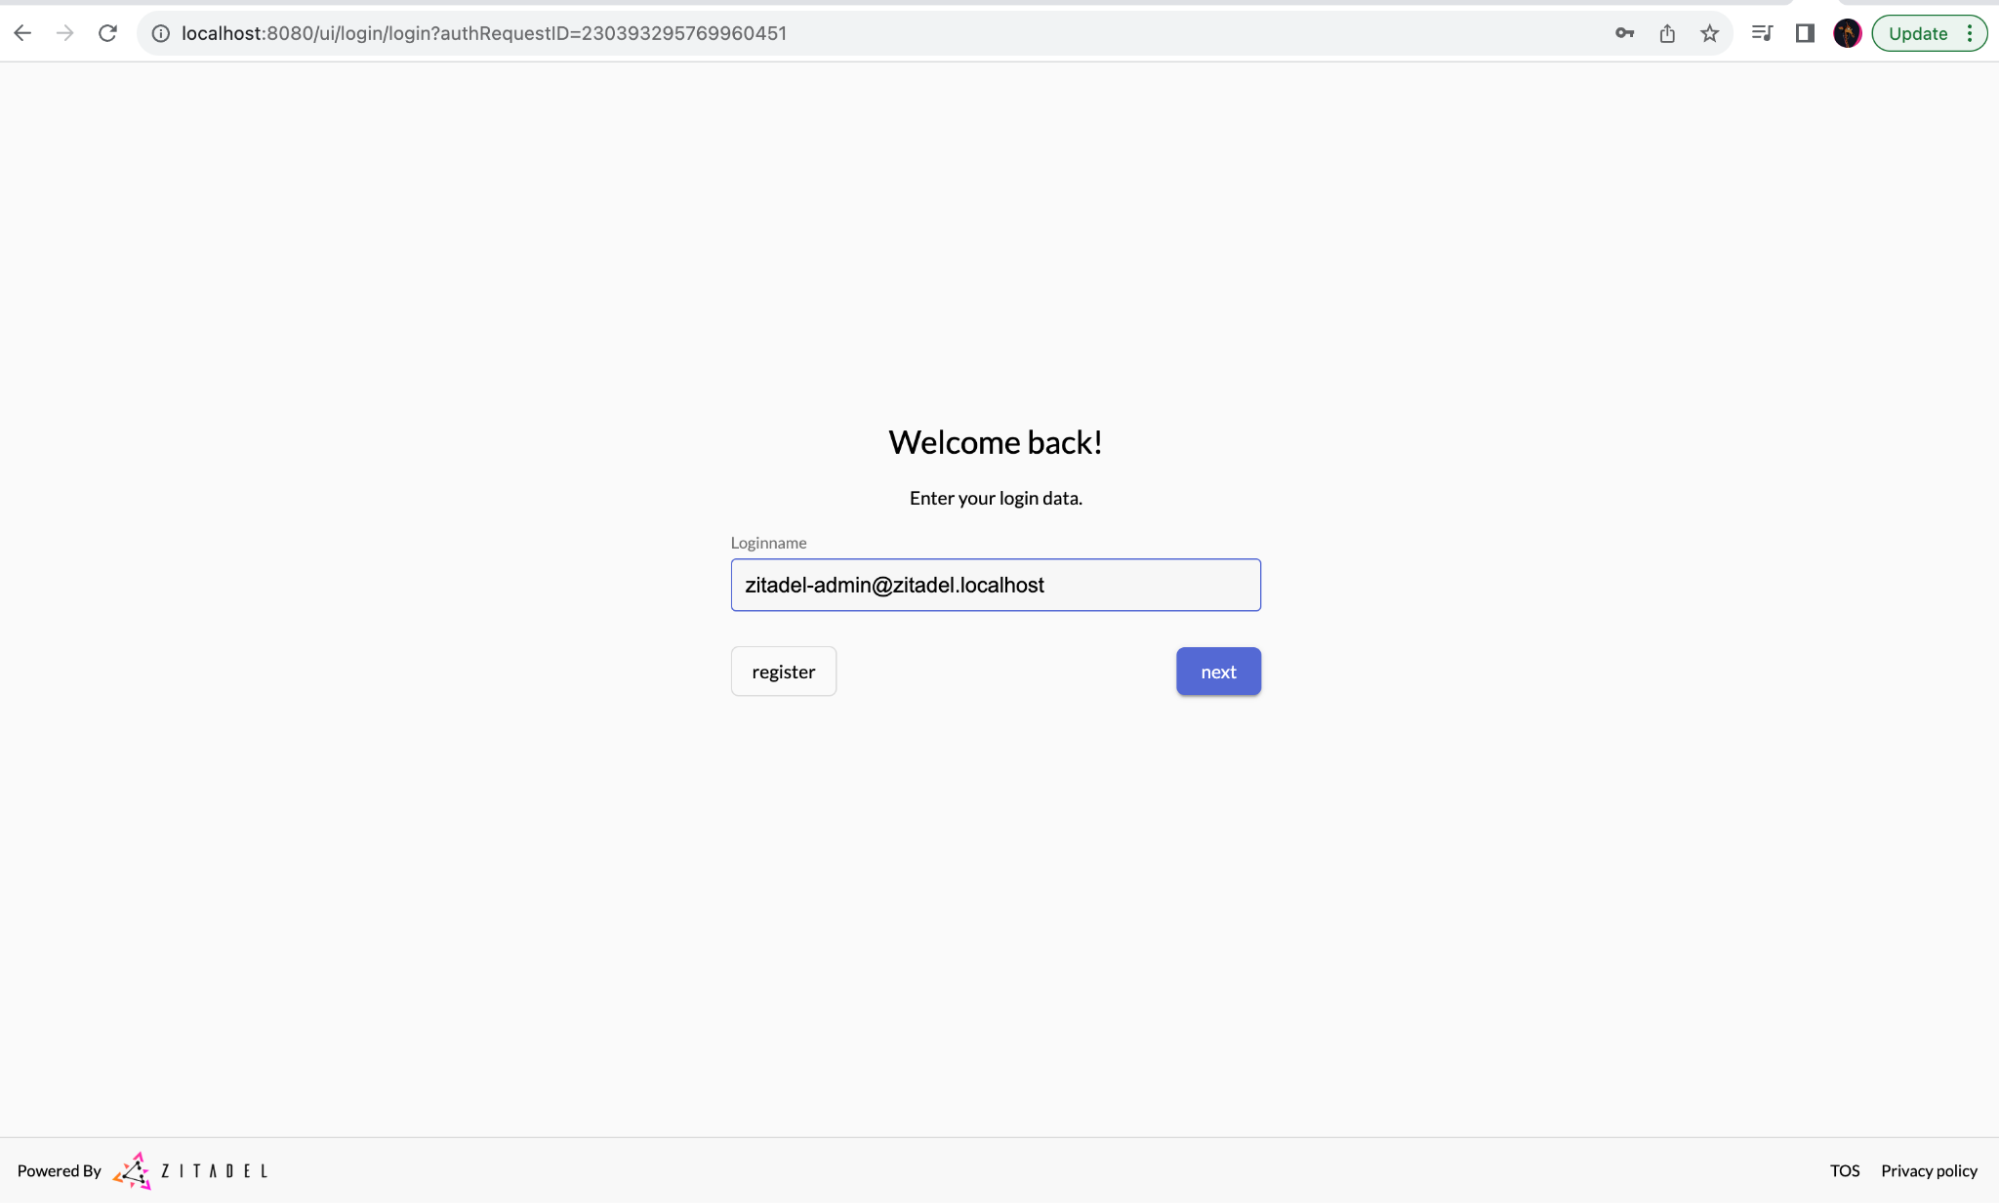 localhost:8080/ui/login/login?authRequestID=230393295769960451
Update
Welcome back!
Enter your login data.
Loginname
zitadel-admin@zitadel.localhost
register
next
Powered By ZITADEL
TOS
Privacy policy